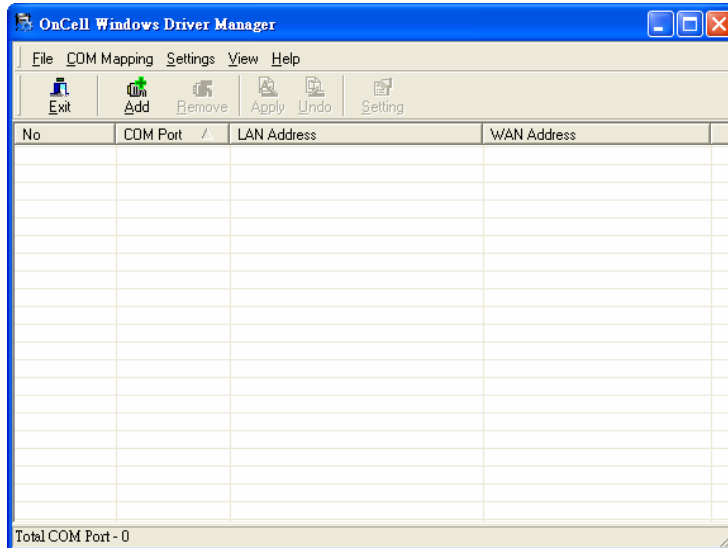 OnCell Windows Driver Manager
File COM Mapping Settings View Help
Exit Add Remove Apply Undo Setting
No COM Port LAN Address WAN Address
Total COM Port - 0